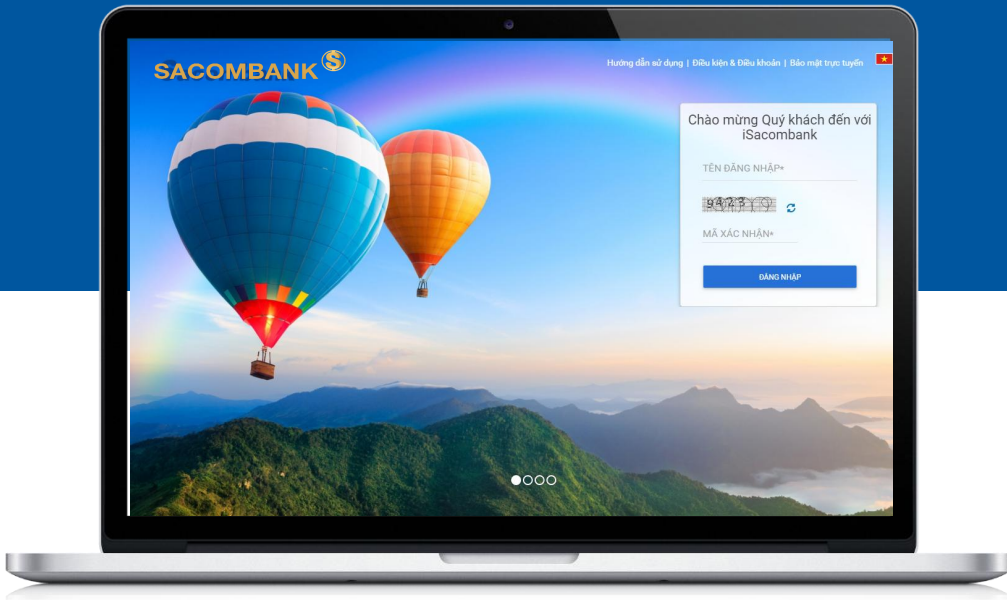 SACOMBANK
Hướng dẫn sử dụng | Điều kiện & Điều khoản | Bảo mật trực tuyến
Chào mừng Quý khách đến với
iSacombank
TÊN ĐĂNG NHẬP*
MÃ XÁC NHẬN*
ĐĂNG NHẬP